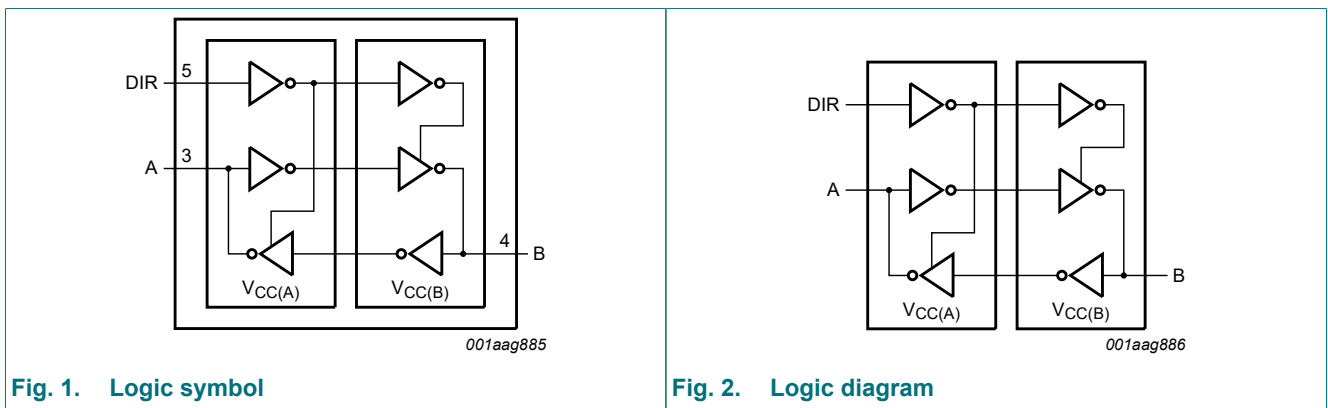 DIR 5
A 3
4 B
VCC(A) VCC(B)
001aag885
Fig. 1. Logic symbol
DIR
A
B
VCC(A) VCC(B)
001aag886
Fig. 2. Logic diagram